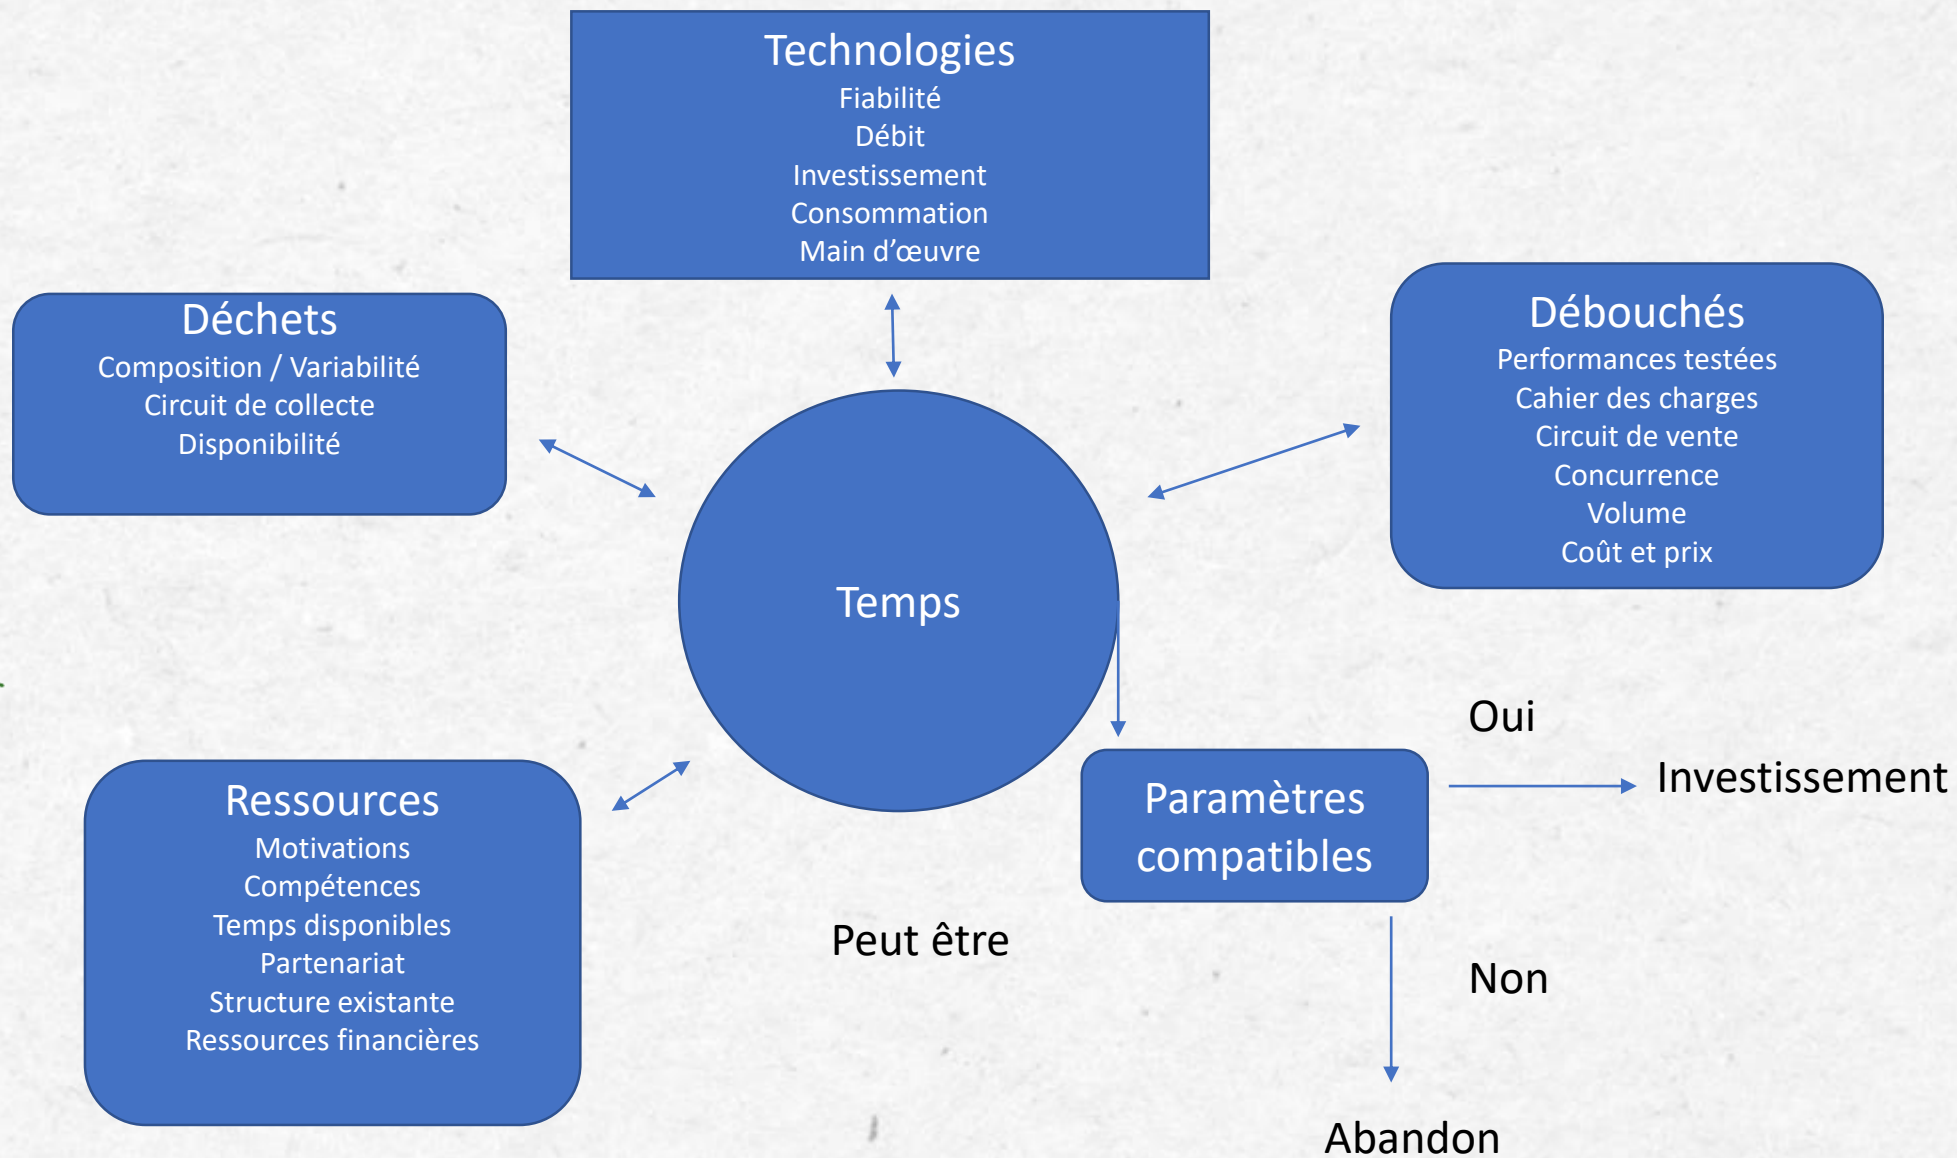 Technologies
Fiabilité
Débit
Investissement
Consommation
Main d’œuvre
Déchets
Composition / Variabilité
Circuit de collecte
Disponibilité
Débouchés
Performances testées
Cahier des charges
Circuit de vente
Concurrence
Volume
Coût et prix
Temps
Ressources
Motivations
Compétences
Temps disponibles
Partenariat
Structure existante
Ressources financières
Paramètres
compatibles
Oui
Investissement
Peut être
Non
Abandon